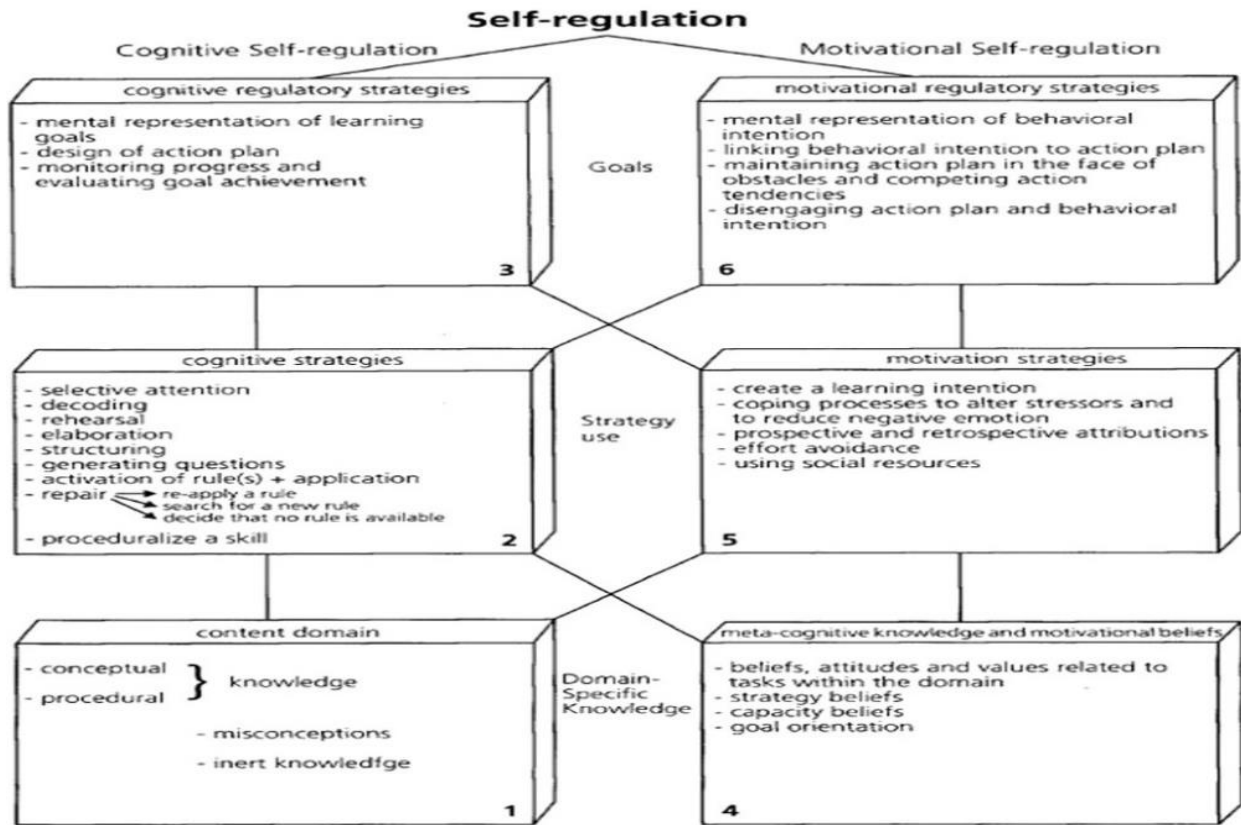 Self-regulation
Cognitive Self-regulation
Motivational Self-regulation
cognitive regulatory strategies
- mental representation of learning
goals
- design of action plan
- monitoring progress and
evaluating goal achievement
3
Goals
motivational regulatory strategies
- mental representation of behavioral
intention
- linking behavioral intention to action plan
- maintaining action plan in the face of
obstacles and competing action
tendencies
- disengaging action plan and behavioral
intention
6
cognitive strategies
- selective attention
- decoding
- rehearsal
- elaboration
- structuring
- generating questions
- activation of rule(s) + application
- repair
re-apply a rule
search for a new rule
decide that no rule is available
- proceduralize a skill
2
Strategy
use
motivation strategies
- create a learning intention
- coping processes to alter stressors and
to reduce negative emotion
- prospective and retrospective attributions
- effort avoidance
- using social resources
5
content domain
- conceptual
- procedural
} knowledge
- misconceptions
- inert knowledfge
1
Domain-
Specific
Knowledge
meta-cognitive knowledge and motivational beliefs
- beliefs, attitudes and values related to
tasks within the domain
- strategy beliefs
- capacity beliefs
- goal orientation
4